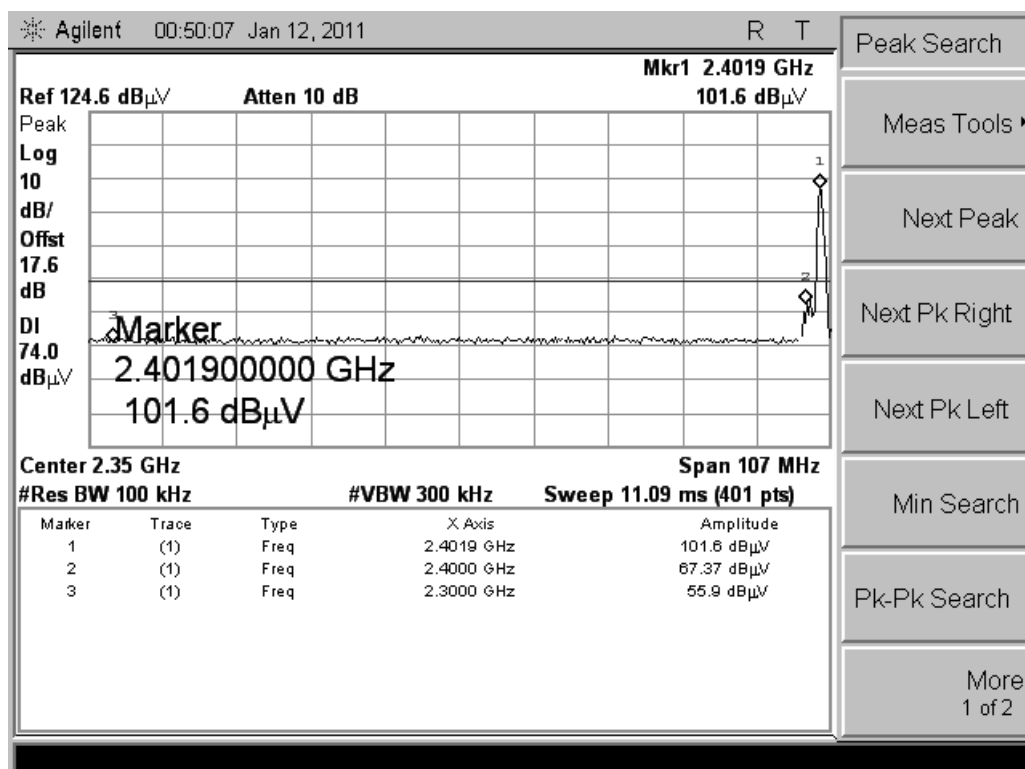 Agilent 00:50:07 Jan 12, 2011 R T
Mkr1 2.4019 GHz
Ref 124.6 dBμV Atten 10 dB 101.6 dBμV
Peak
Log
10
dB/
Offst
17.6
dB
DI
74.0
dBμV
1
2
3
Marker
2.401900000 GHz
101.6 dBμV
Center 2.35 GHz Span 107 MHz
#Res BW 100 kHz #VBW 300 kHz Sweep 11.09 ms (401 pts)
Marker Trace Type X Axis Amplitude
1 (1) Freq 2.4019 GHz 101.6 dBμV
2 (1) Freq 2.4000 GHz 67.37 dBμV
3 (1) Freq 2.3000 GHz 55.9 dBμV
Peak Search
Meas Tools
Next Peak
Next Pk Right
Next Pk Left
Min Search
Pk-Pk Search
More
1 of 2